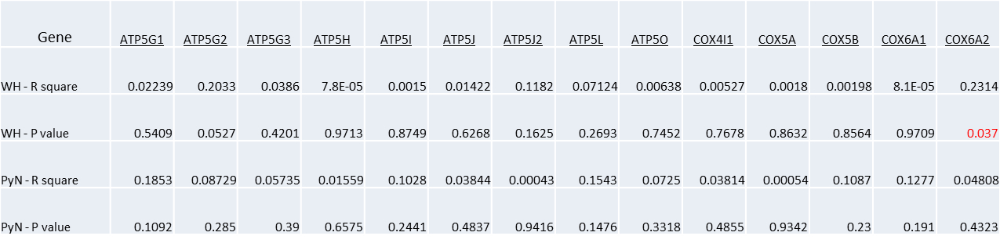 Gene ATP5G1 ATP5G2 ATP5G3 ATP5H ATP5I ATP5J ATP5J2 ATP5L ATP5O COX4I1 COX5A COX5B COX6A1 COX6A2
WH - R square 0.02239 0.2033 0.0386 7.8E-05 0.0015 0.01422 0.1182 0.07124 0.00638 0.00527 0.0018 0.00198 8.1E-05 0.2314
WH - P value 0.5409 0.0527 0.4201 0.9713 0.8749 0.6268 0.1625 0.2693 0.7452 0.7678 0.8632 0.8564 0.9709 0.037
PyN - R square 0.1853 0.08729 0.05735 0.01559 0.1028 0.03844 0.00043 0.1543 0.0725 0.03814 0.00054 0.1087 0.1277 0.04808
PyN - P value 0.1092 0.285 0.39 0.6575 0.2441 0.4837 0.9416 0.1476 0.3318 0.4855 0.9342 0.23 0.191 0.4323